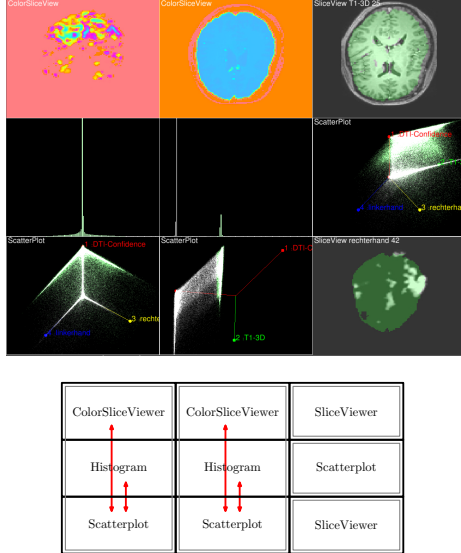 ColorSliceView
ColorSliceView
SliceView T1-3D 25
ScatterPlot
1 :DTI-Confidence
3 :rechterha
ScatterPlot
1 :DTI-Confidence
3 :rechte
ScatterPlot
1 :DTI-C
2 :T1-3D
SliceView rechterhand 42
ColorSliceViewer
ColorSliceViewer
SliceViewer
Histogram
Histogram
Scatterplot
Scatterplot
Scatterplot
SliceViewer